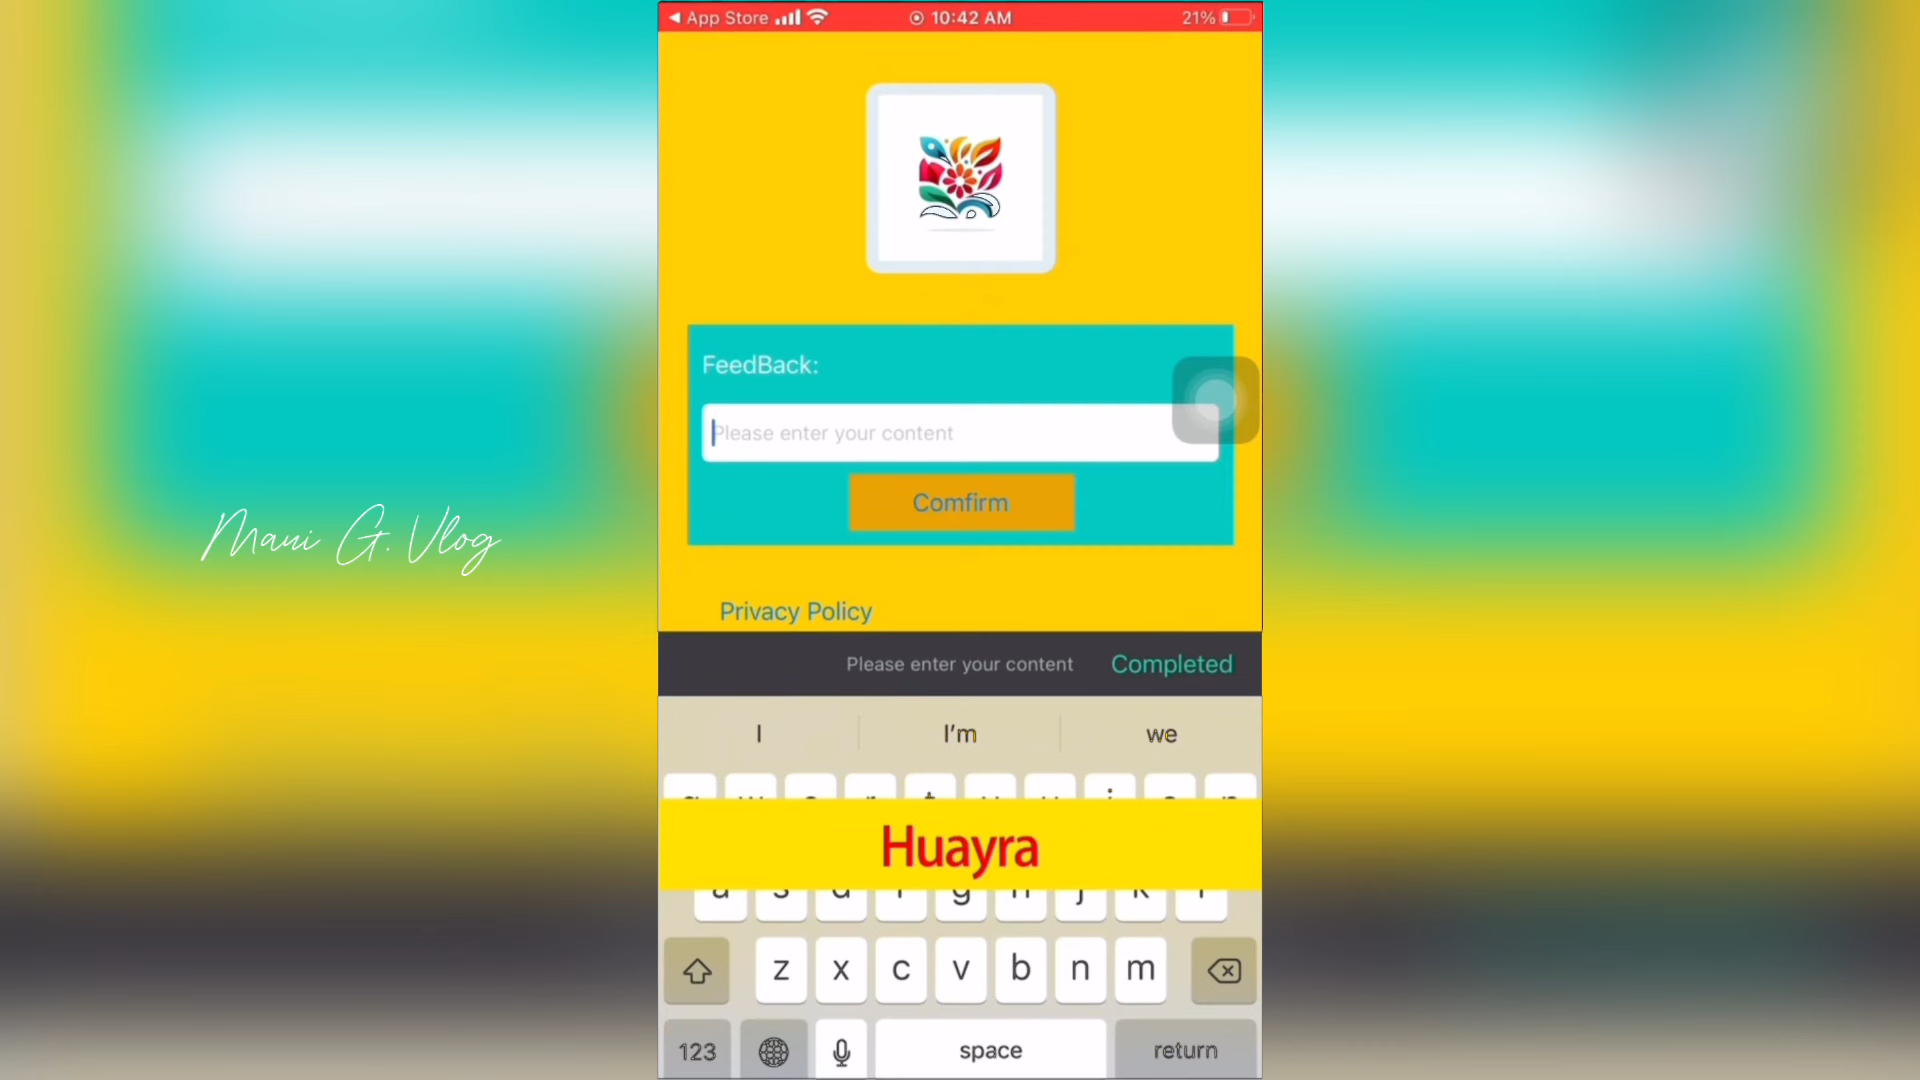 ◀ App Store 10:42 AM 21%
FeedBack:
Please enter your content
Comfirm
Privacy Policy
Please enter your content Completed
I I'm we
Huayra
z x c v b n m
123 space return
Maui G. Vlog